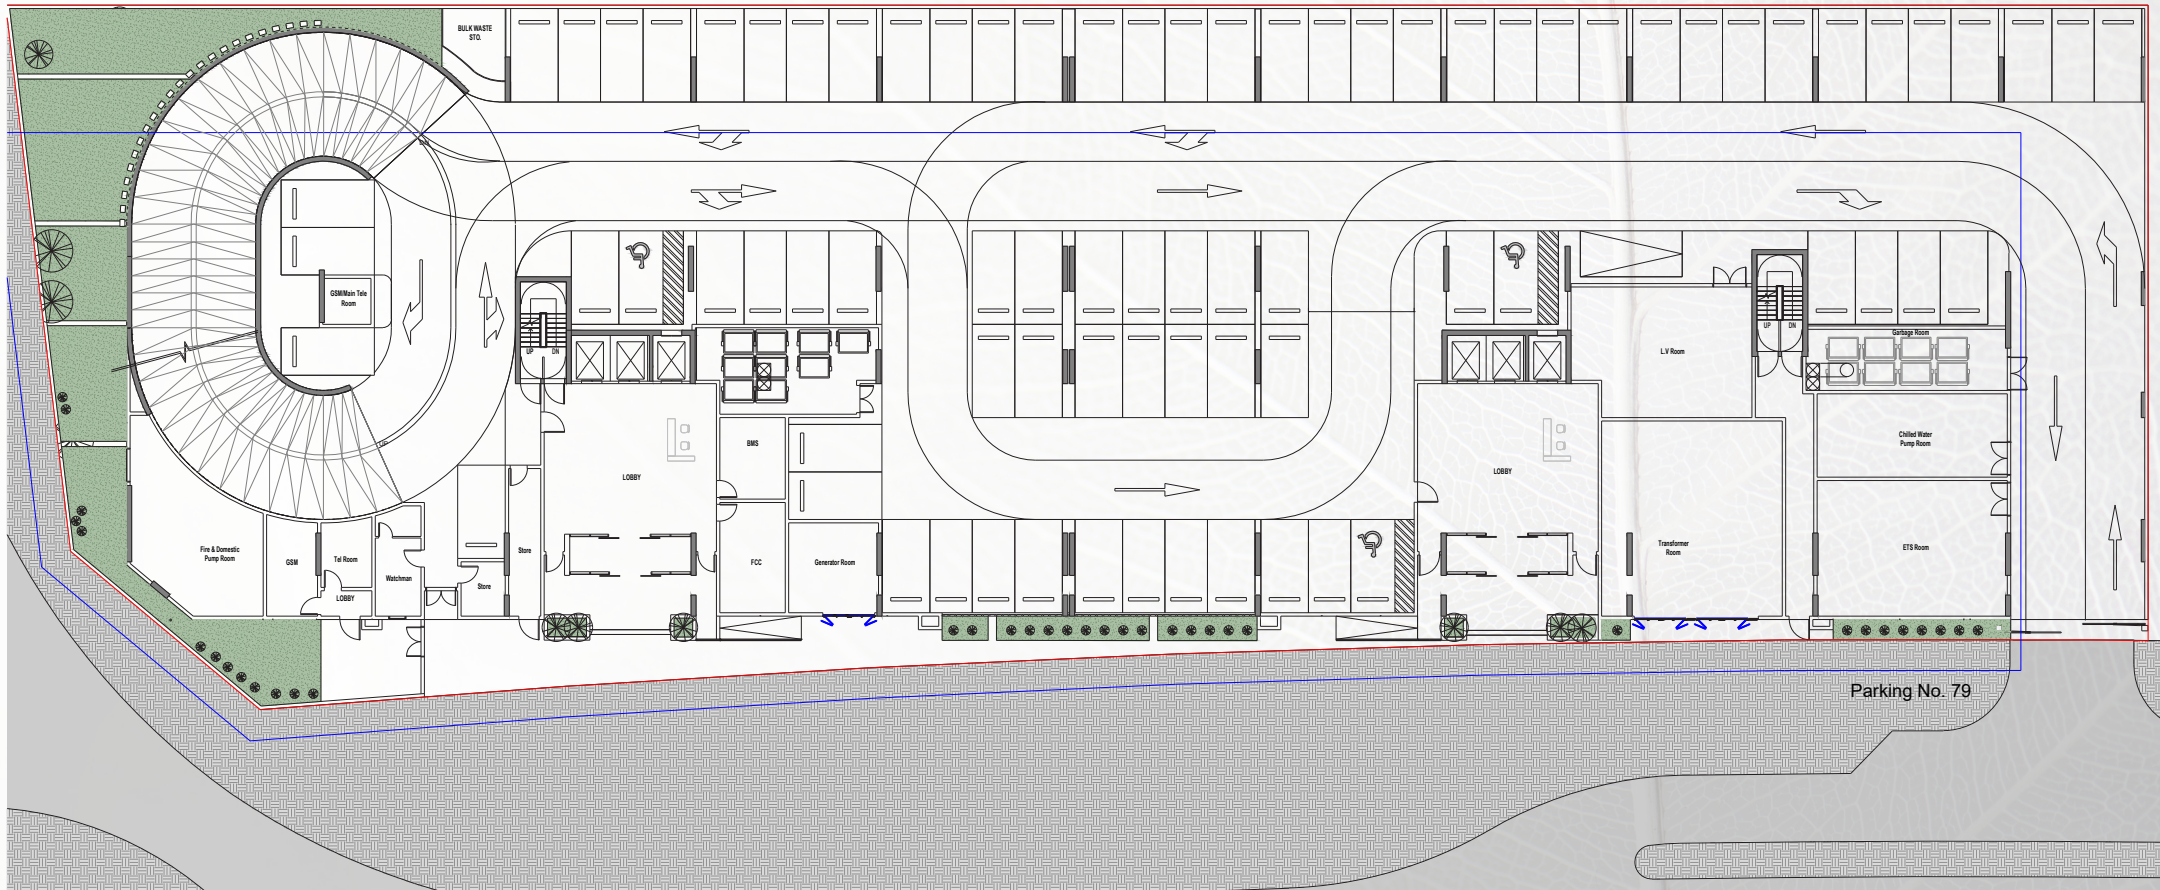 BULK WASTE
STO.
DN
GSM/Main Tele
Room
UP
DN
UP
DN
Garbage Room
L.V Room
UP
BMS
Chilled Water
Pump Room
LOBBY
LOBBY
Fire & Domestic
Pump Room
GSM
Tel Room
Store
FCC
Generator Room
Transformer
Room
ETS Room
Watchman
Store
LOBBY
Parking No. 79